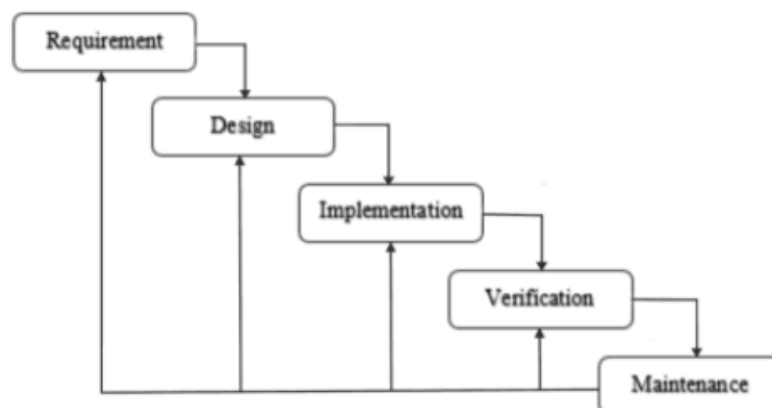 Requirement
Design
Implementation
Verification
Maintenance